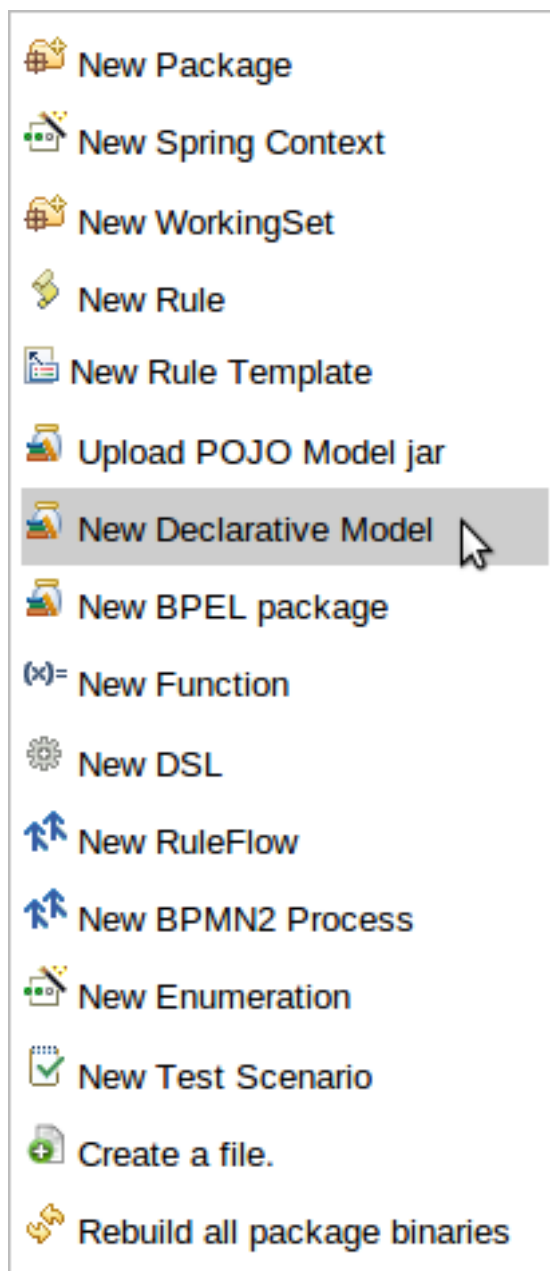 New Package
New Spring Context
New WorkingSet
New Rule
New Rule Template
Upload POJO Model jar
New Declarative Model
New BPEL package
(x)= New Function
New DSL
New RuleFlow
New BPMN2 Process
New Enumeration
New Test Scenario
Create a file.
Rebuild all package binaries